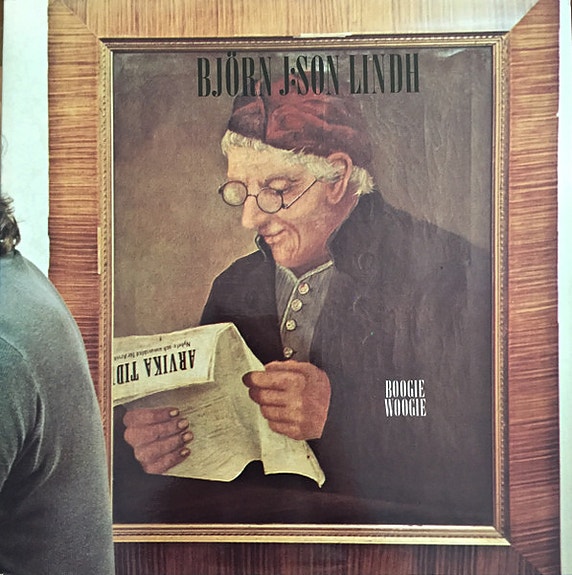 BJÖRN J:SON LINDH
BOOGIE
WOOGIE
ARVIKA TID